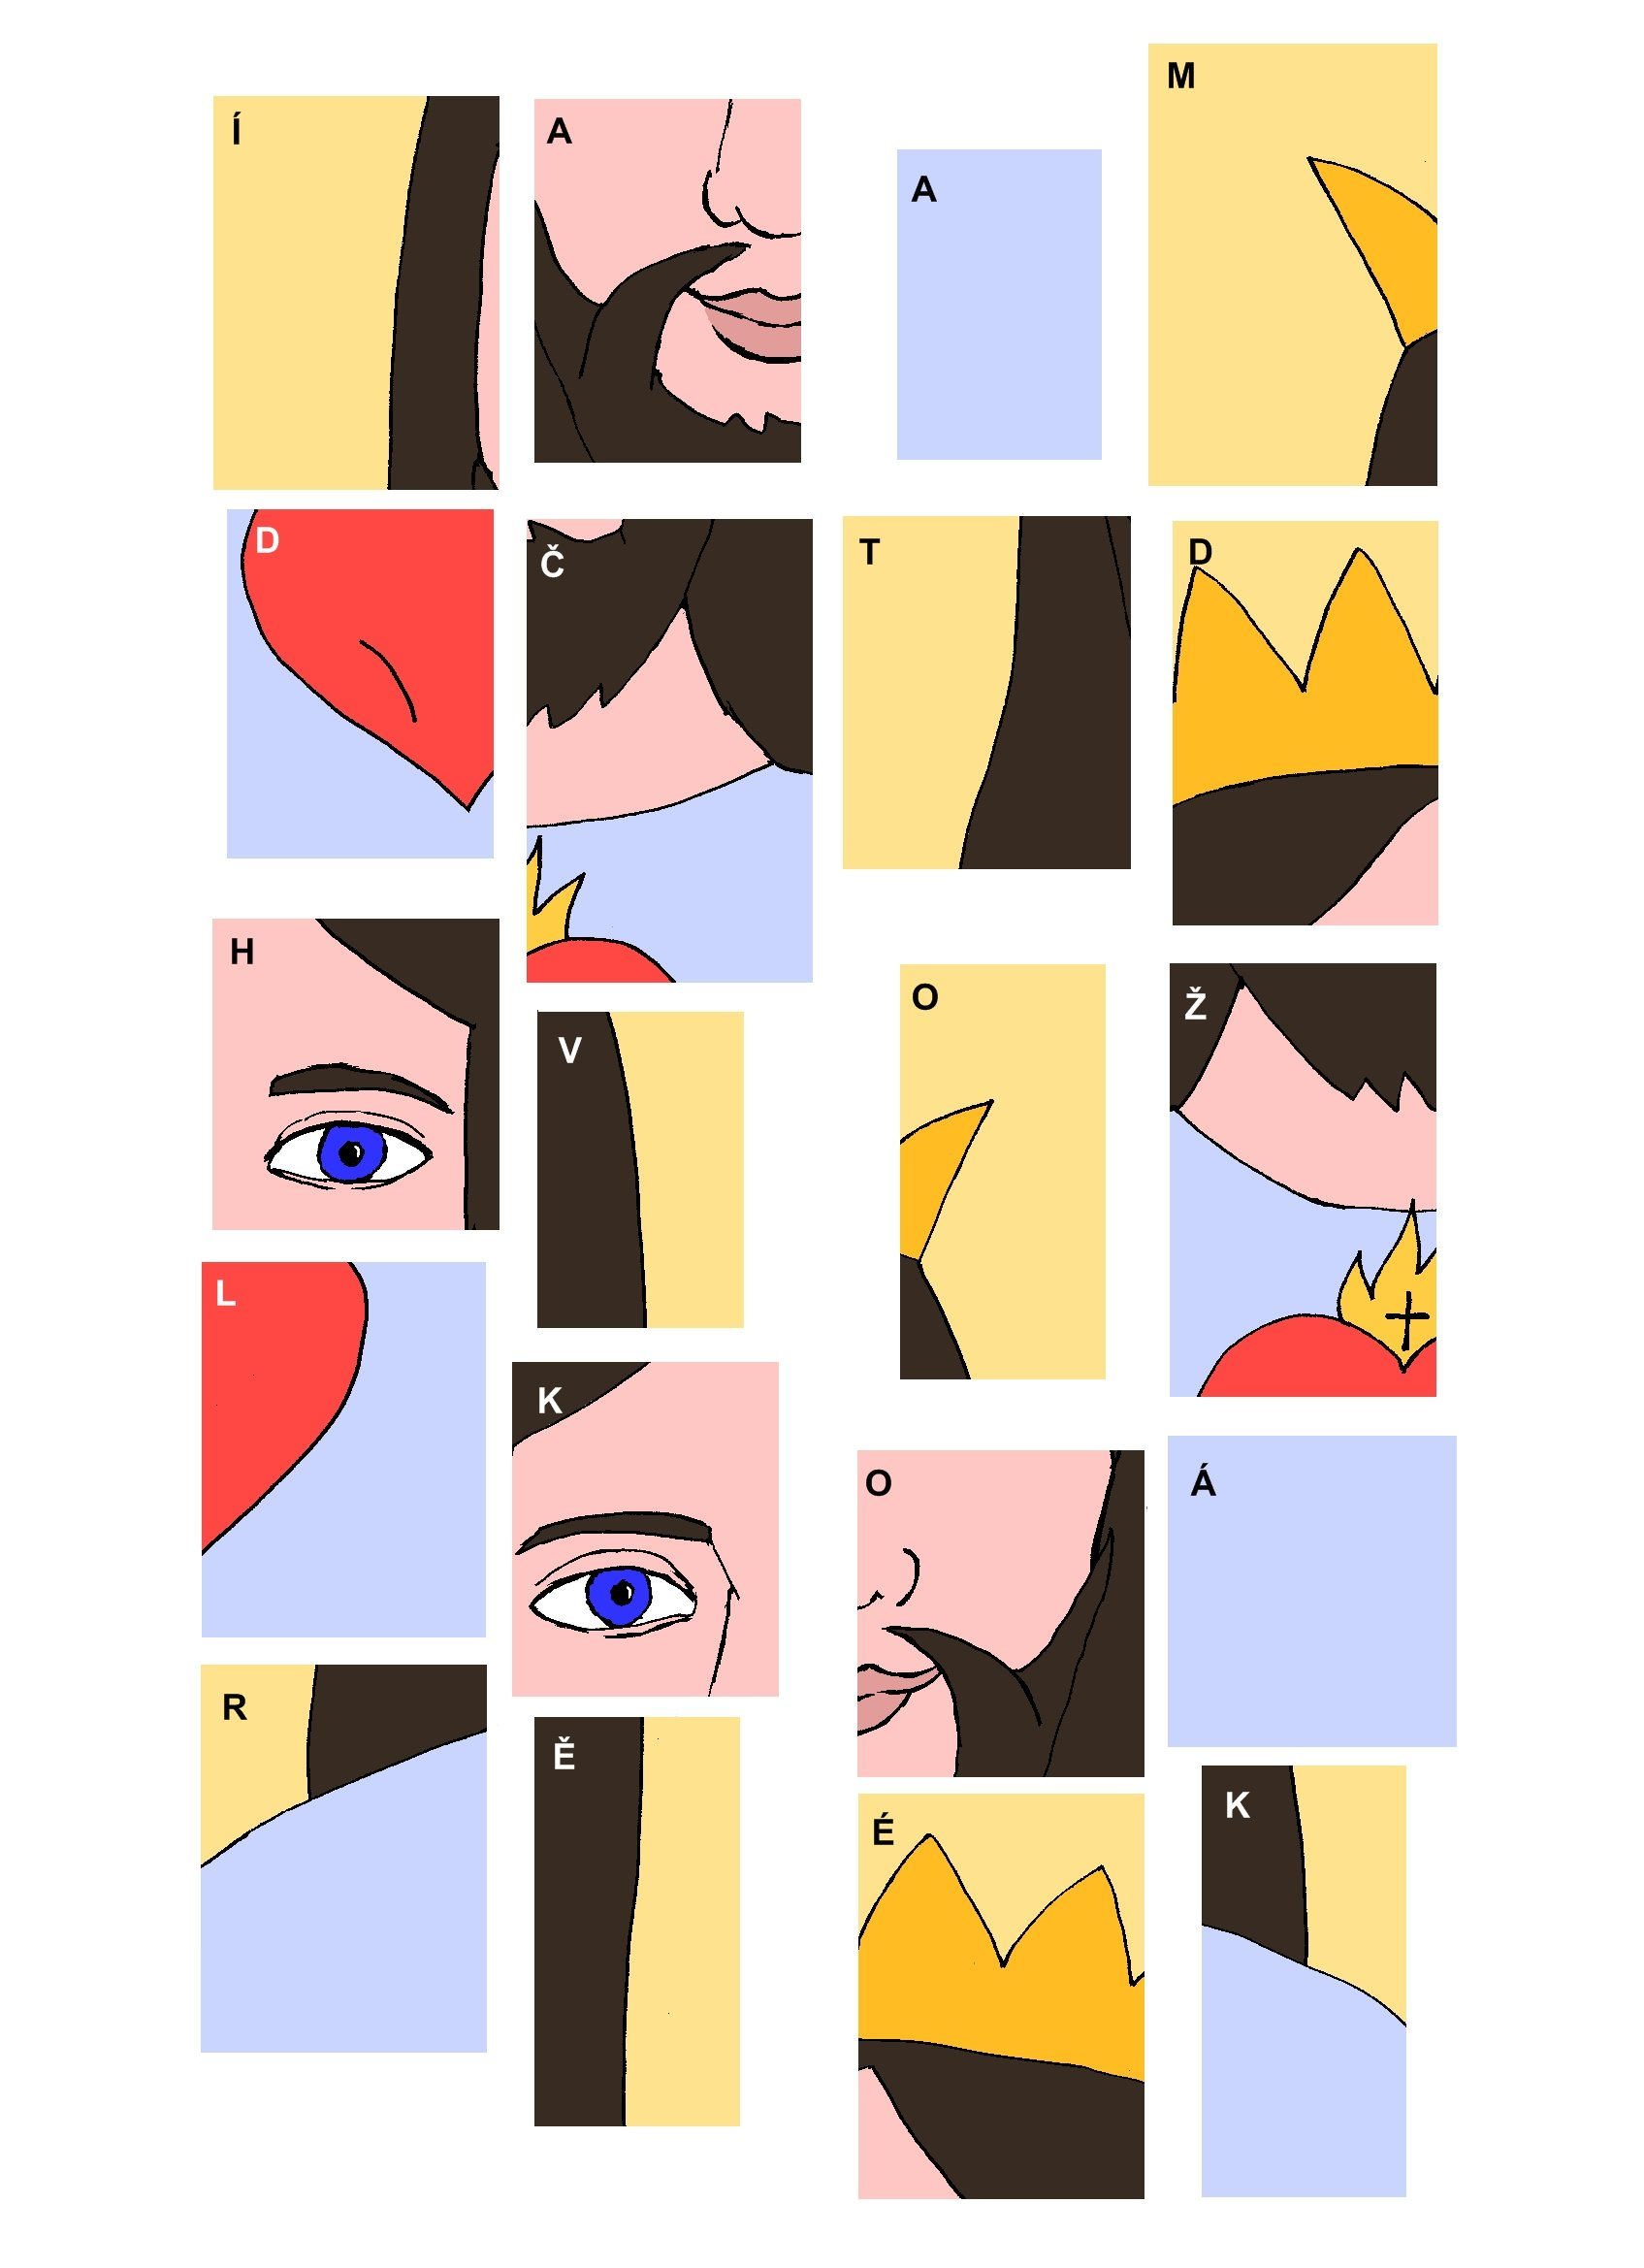 Í A A M
D Č T D
H V O Ž
L K O Á
R Ě É K